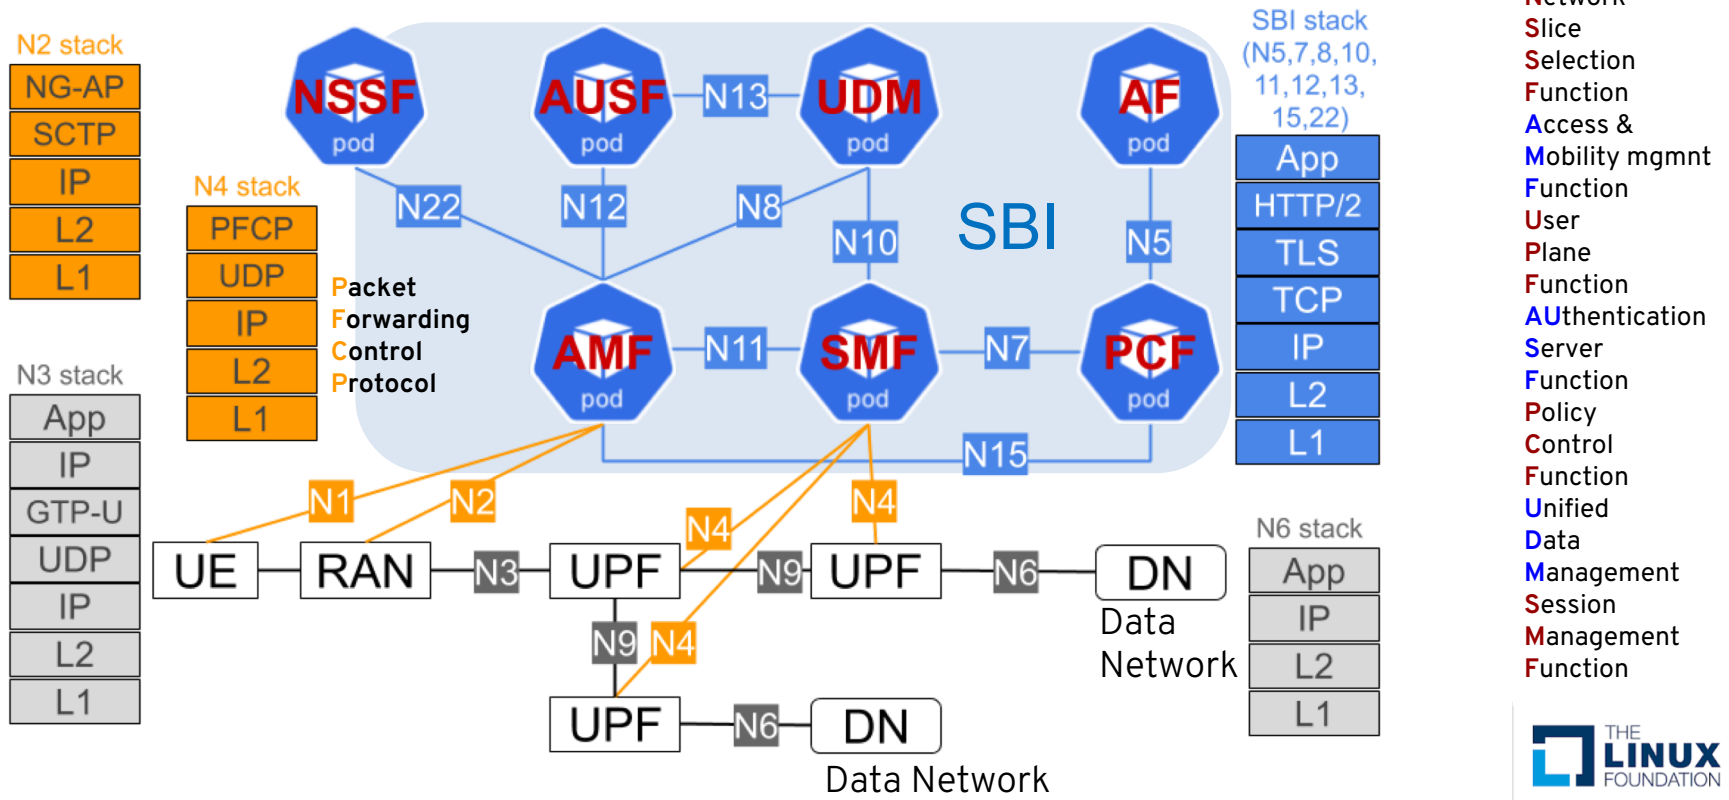 N2 stack
NG-AP
SCTP
IP
L2
L1
N4 stack
PFCP
UDP
IP
L2
L1
Packet
Forwarding
Control
Protocol
N3 stack
App
IP
GTP-U
UDP
IP
L2
L1
NSSF
pod
AUSF
pod
N13
UDM
pod
AF
pod
N22
N12
N8
N10
SBI
N5
AMF
pod
N11
SMF
pod
N7
PCF
pod
N15
N1
N2
N4
N4
UE
RAN
N3
UPF
N9
UPF
N6
DN
Data
Network
N9
N4
UPF
N6
DN
Data Network
SBI stack
(N5,7,8,10,
11,12,13,
15,22)
App
HTTP/2
TLS
TCP
IP
L2
L1
N6 stack
App
IP
L2
L1
Network
Slice
Selection
Function
Access &
Mobility mgmnt
Function
User
Plane
Function
AUthentication
Server
Function
Policy
Control
Function
Unified
Data
Management
Session
Management
Function
THE
LINUX
FOUNDATION